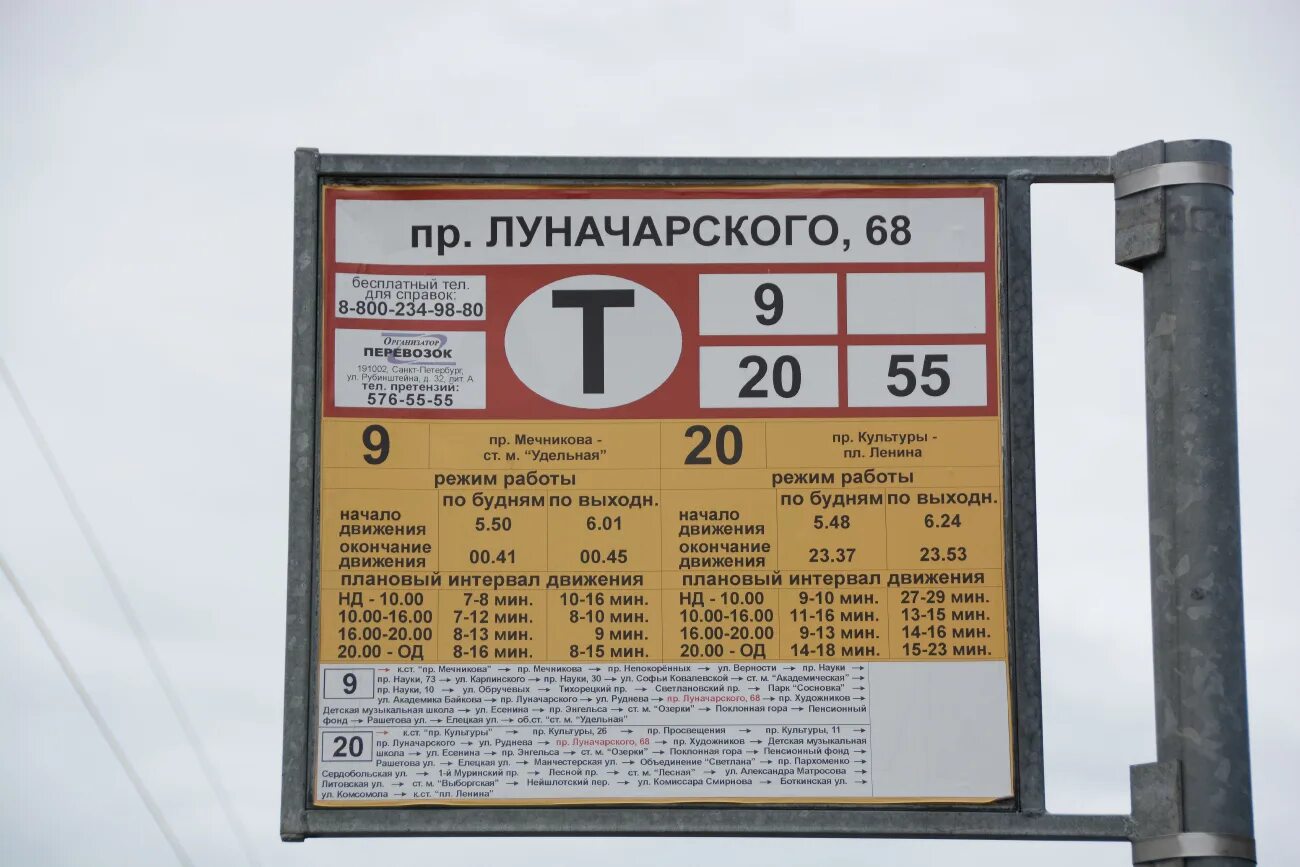 пр. ЛУНАЧАРСКОГО, 68
бесплатный тел.
для справок:
8-800-234-98-80
Организатор
ПЕРЕВОЗОК
191002, Санкт-Петербург,
ул. Рубинштейна, д. 32, лит. А
тел. претензий:
576-55-55
Т
9
20 55
9 пр. Мечникова -
ст. м. "Удельная"
режим работы
по будням по выходн.
начало
движения 5.50 6.01
окончание
движения 00.41 00.45
плановый интервал движения
НД - 10.00 7-8 мин. 10-16 мин.
10.00-16.00 7-12 мин. 8-10 мин.
16.00-20.00 8-13 мин. 9 мин.
20.00 - ОД 8-16 мин. 8-15 мин.
20 пр. Культуры -
пл. Ленина
режим работы
по будням по выходн.
начало
движения 5.48 6.24
окончание
движения 23.37 23.53
плановый интервал движения
НД - 10.00 9-10 мин. 27-29 мин.
10.00-16.00 11-16 мин. 13-15 мин.
16.00-20.00 9-13 мин. 14-16 мин.
20.00 - ОД 14-18 мин. 15-23 мин.
9
→ к.ст. "пр. Мечникова" → пр. Мечникова → пр. Непокорённых → ул. Верности → пр. Науки →
пр. Науки, 73 → ул. Карпинского → пр. Науки, 30 → ул. Софьи Ковалевской → ст. м. "Академическая" →
пр. Науки, 10 → ул. Обручевых → Тихорецкий пр. → Светлановский пр. → Парк "Сосновка" →
ул. Академика Байкова → пр. Луначарского → ул. Руднева → пр. Луначарского, 68 → пр. Художников →
Детская музыкальная школа → ул. Есенина → пр. Энгельса → ст. м. "Озерки" → Поклонная гора → Пенсионный
фонд → Рашетова ул. → Елецкая ул. → об.ст. "ст. м. "Удельная"
20
→ к.ст. "пр. Культуры" → пр. Культуры, 26 → пр. Просвещения → пр. Культуры, 11 →
пр. Луначарского → ул. Руднева → пр. Луначарского, 68 → пр. Художников → Детская музыкальная
школа → ул. Есенина → пр. Энгельса → ст. м. "Озерки" → Поклонная гора → Пенсионный фонд →
Рашетова ул. → Елецкая ул. → Манчестерская ул. → Объединение "Светлана" → пр. Пархоменко →
Сердобольская ул. → 1-й Муринский пр. → Лесной пр. → ст. м. "Лесная" → ул. Александра Матросова →
Литовская ул. → ст. м. "Выборгская" → Нейшлотский пер. → ул. Комиссара Смирнова → Боткинская ул. →
ул. Комсомола → к.ст. "пл. Ленина"